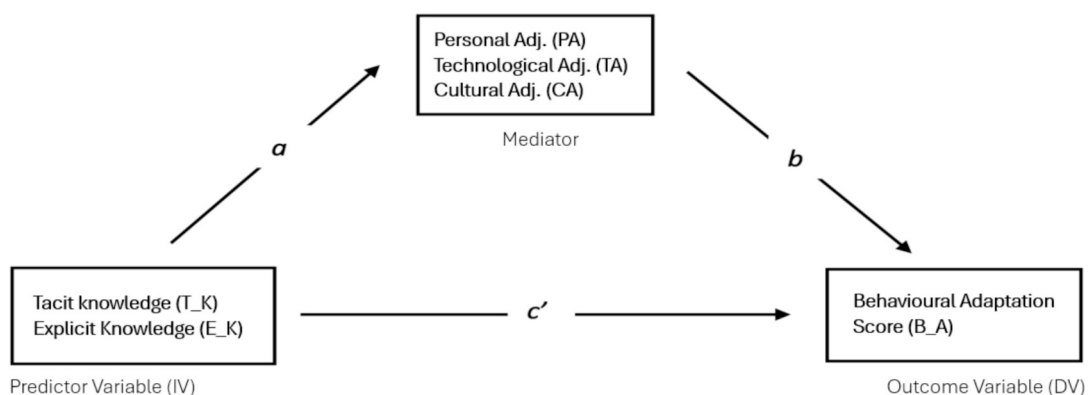 Personal Adj. (PA)
Technological Adj. (TA)
Cultural Adj. (CA)
Mediator
a
b
Tacit knowledge (T_K)
Explicit Knowledge (E_K)
c'
Behavioural Adaptation
Score (B_A)
Predictor Variable (IV)
Outcome Variable (DV)